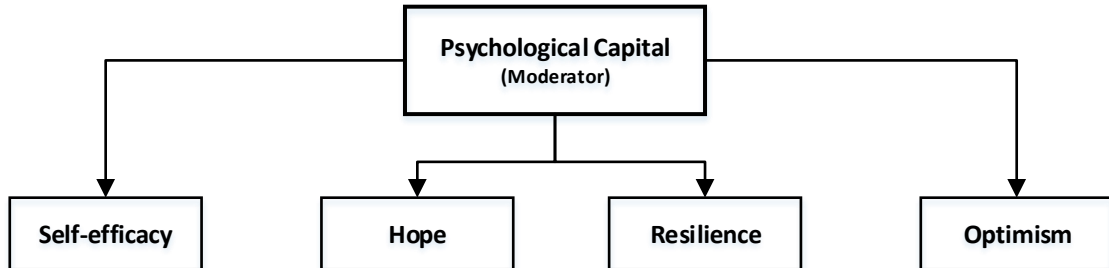 Psychological Capital
(Moderator)
Self-efficacy
Hope
Resilience
Optimism